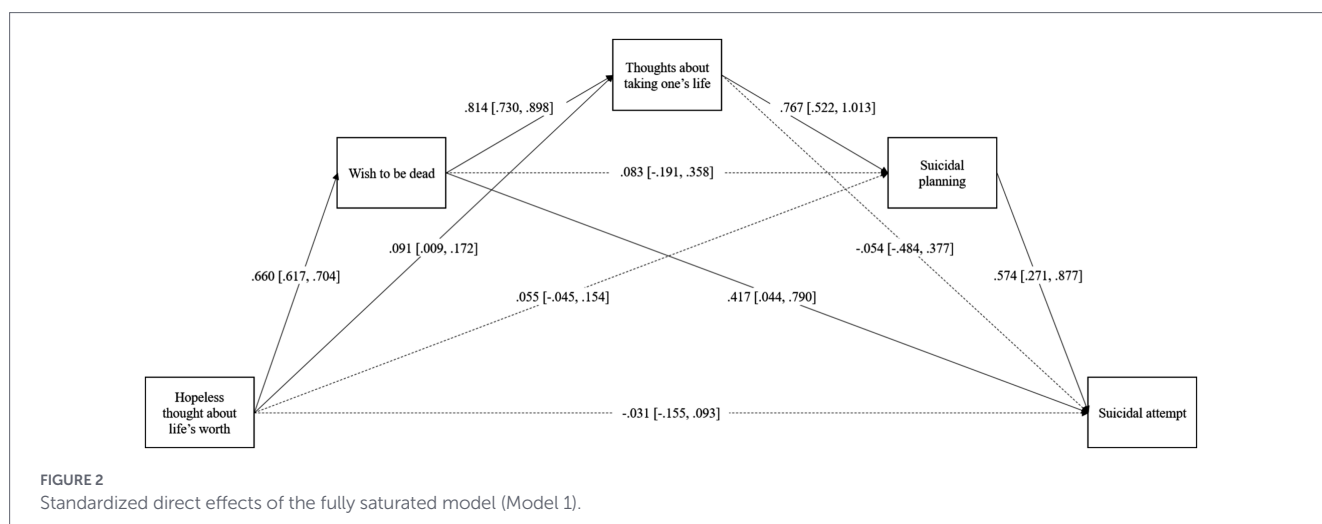 Thoughts about
taking one's life
.814 [.730, .898]
.767 [.522, 1.013]
Wish to be dead
.083 [-.191, .358]
Suicidal
planning
.091 [.009, .172]
-.054 [-.484, .377]
.660 [.617, .704]
.055 [-.045, .154]
.417 [.044, .790]
.574 [.271, .877]
Hopeless
thought about
life's worth
-.031 [-.155, .093]
Suicidal attempt
FIGURE 2
Standardized direct effects of the fully saturated model (Model 1).